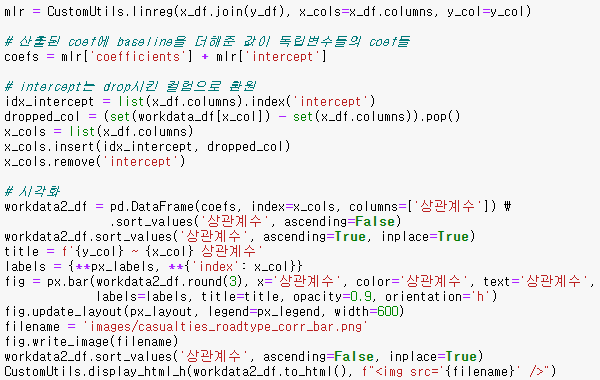 mlr = CustomUtils.linreg(x_df.join(y_df), x_cols=x_df.columns, y_col=y_col)
# 산출된 coef에 baseline을 더해준 값이 독립변수들의 coef들
coefs = mlr['coefficients'] + mlr['intercept']
# intercept는 drop시킨 컬럼으로 환원
idx_intercept = list(x_df.columns).index('intercept')
dropped_col = (set(workdata_df[x_col]) - set(x_df.columns)).pop()
x_cols = list(x_df.columns)
x_cols.insert(idx_intercept, dropped_col)
x_cols.remove('intercept')
# 시각화
workdata2_df = pd.DataFrame(coefs, index=x_cols, columns=['상관계수']) ₩
.sort_values('상관계수', ascending=False)
workdata2_df.sort_values('상관계수', ascending=True, inplace=True)
title = f'{y_col} ~ {x_col} 상관계수'
labels = {**px_labels, **{'index': x_col}}
fig = px.bar(workdata2_df.round(3), x='상관계수', color='상관계수', text='상관계수',
labels=labels, title=title, opacity=0.9, orientation='h')
fig.update_layout(px_layout, legend=px_legend, width=600)
filename = 'images/casualties_roadtype_corr_bar.png'
fig.write_image(filename)
workdata2_df.sort_values('상관계수', ascending=False, inplace=True)
CustomUtils.display_html_h(workdata2_df.to_html(), f"<img src='{filename}' />")